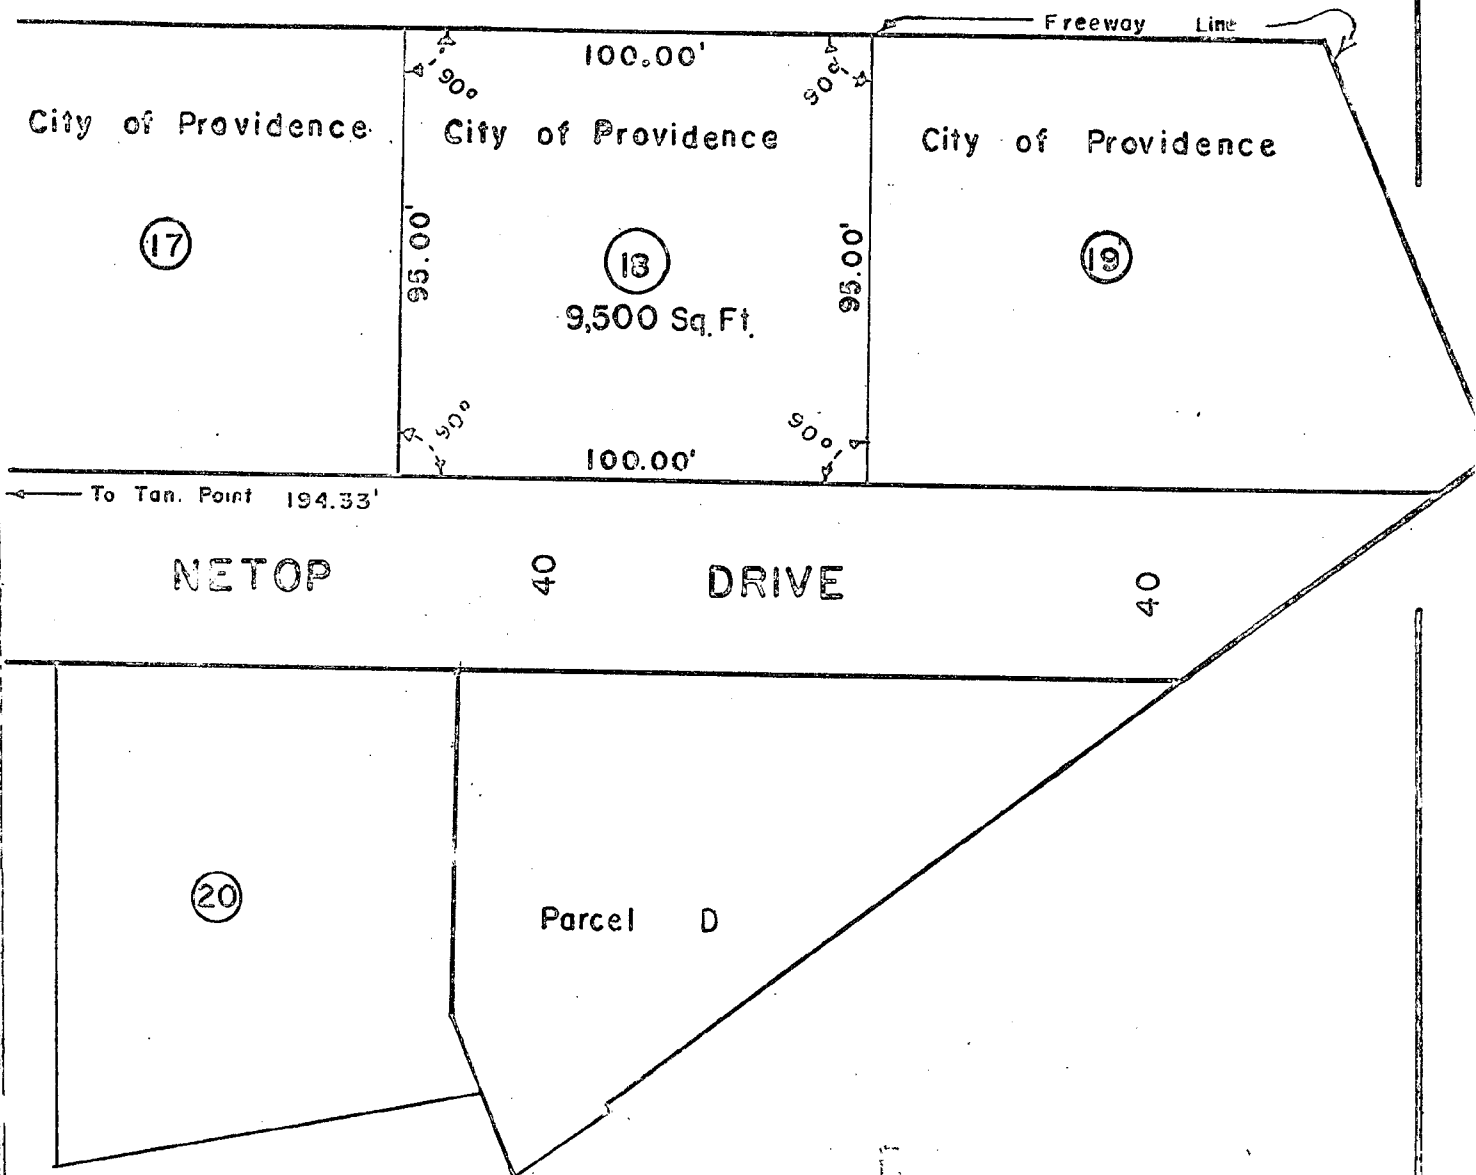 Freeway Line
100.00'
90°
90°
City of Providence
City of Providence
City of Providence
17
95.00'
18
95.00'
19
9,500 Sq. Ft.
90°
90°
100.00'
To Tan. Point 194.33'
NETOP DRIVE
40
40
20
Parcel D